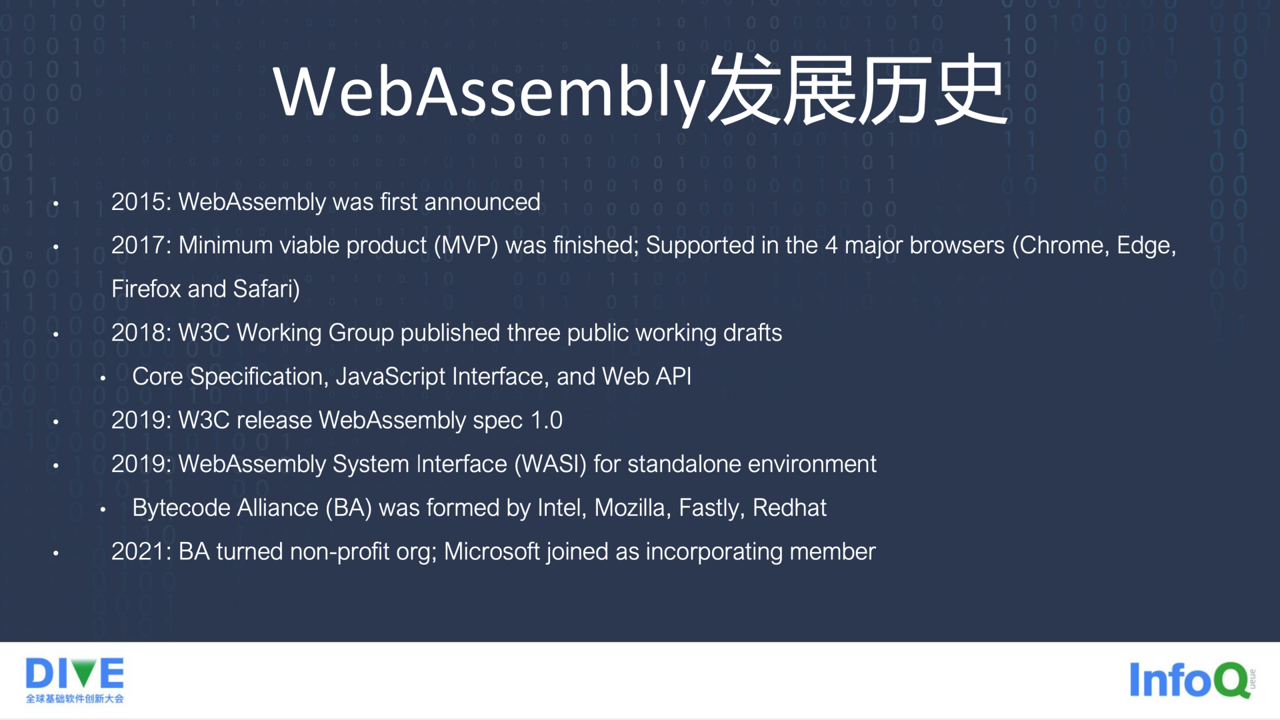 WebAssembly发展历史
• 2015: WebAssembly was first announced
• 2017: Minimum viable product (MVP) was finished; Supported in the 4 major browsers (Chrome, Edge,
Firefox and Safari)
• 2018: W3C Working Group published three public working drafts
• Core Specification, JavaScript Interface, and Web API
• 2019: W3C release WebAssembly spec 1.0
• 2019: WebAssembly System Interface (WASI) for standalone environment
• Bytecode Alliance (BA) was formed by Intel, Mozilla, Fastly, Redhat
• 2021: BA turned non-profit org; Microsoft joined as incorporating member
DIVE
全球基础软件创新大会
InfoQ
ueue